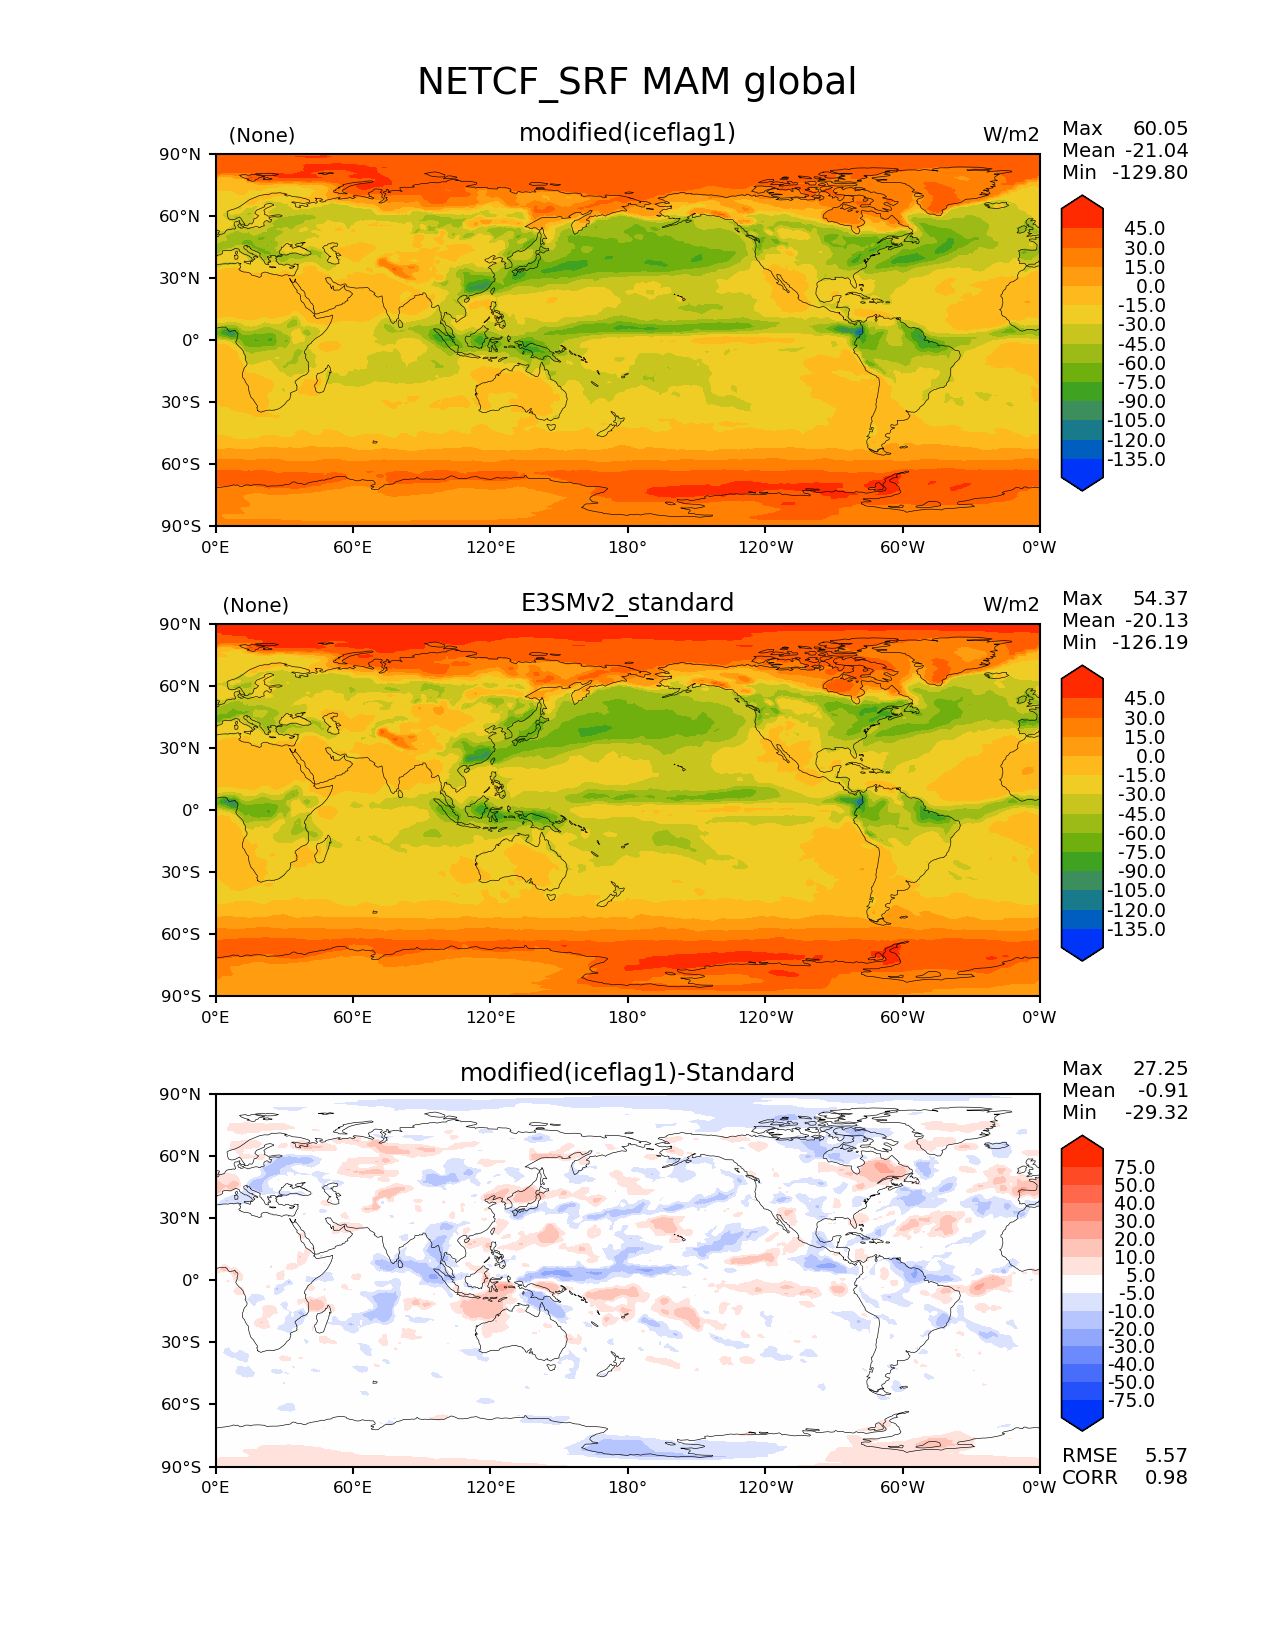 NETCF_SRF MAM global
(None) modified(iceflag1) W/m2
Max 60.05
Mean -21.04
Min -129.80
90°N
60°N
30°N
0°
30°S
60°S
90°S
0°E 60°E 120°E 180° 120°W 60°W 0°W
45.0
30.0
15.0
0.0
-15.0
-30.0
-45.0
-60.0
-75.0
-90.0
-105.0
-120.0
-135.0
(None) E3SMv2_standard W/m2
Max 54.37
Mean -20.13
Min -126.19
90°N
60°N
30°N
0°
30°S
60°S
90°S
0°E 60°E 120°E 180° 120°W 60°W 0°W
45.0
30.0
15.0
0.0
-15.0
-30.0
-45.0
-60.0
-75.0
-90.0
-105.0
-120.0
-135.0
modified(iceflag1)-Standard
Max 27.25
Mean -0.91
Min -29.32
90°N
60°N
30°N
0°
30°S
60°S
90°S
0°E 60°E 120°E 180° 120°W 60°W 0°W
75.0
50.0
40.0
30.0
20.0
10.0
5.0
-5.0
-10.0
-20.0
-30.0
-40.0
-50.0
-75.0
RMSE 5.57
CORR 0.98